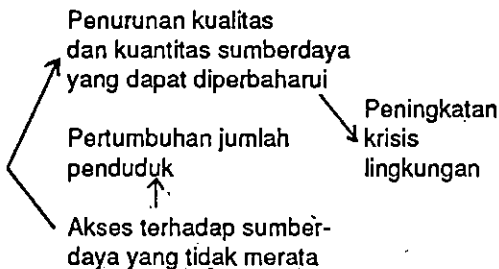 Penurunan kualitas
dan kuantitas sumberdaya
yang dapat diperbaharui
Peningkatan
krisis
lingkungan
Pertumbuhan jumlah
penduduk
Akses terhadap sumber-
daya yang tidak merata